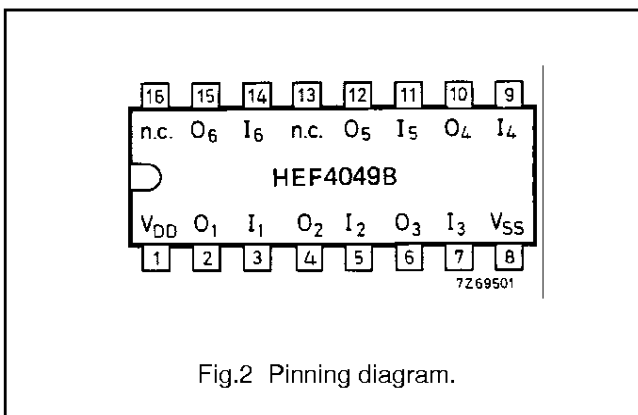 16 15 14 13 12 11 10 9
n.c. O6 I6 n.c. O5 I5 O4 I4
HEF4049B
VDD O1 I1 O2 I2 O3 I3 VSS
1 2 3 4 5 6 7 8
7Z69501
Fig.2 Pinning diagram.